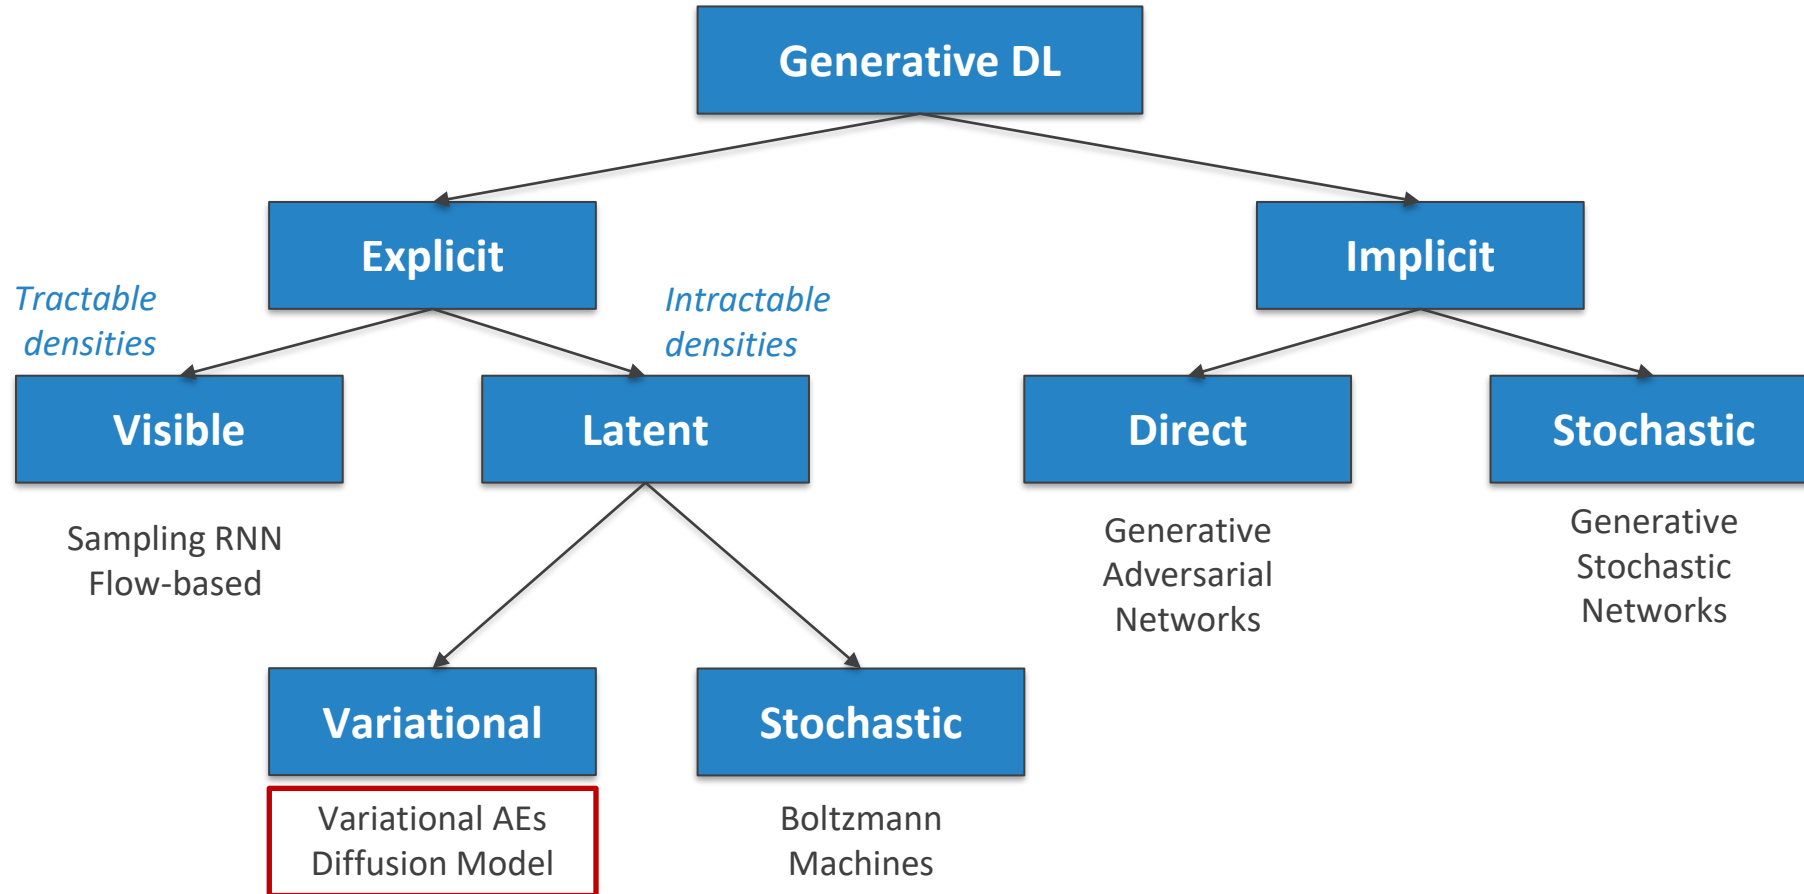 Generative DL
Explicit
Implicit
Tractable
densities
Intractable
densities
Visible
Latent
Direct
Stochastic
Sampling RNN
Flow-based
Generative
Adversarial
Networks
Generative
Stochastic
Networks
Variational
Stochastic
Variational AEs
Diffusion Model
Boltzmann
Machines